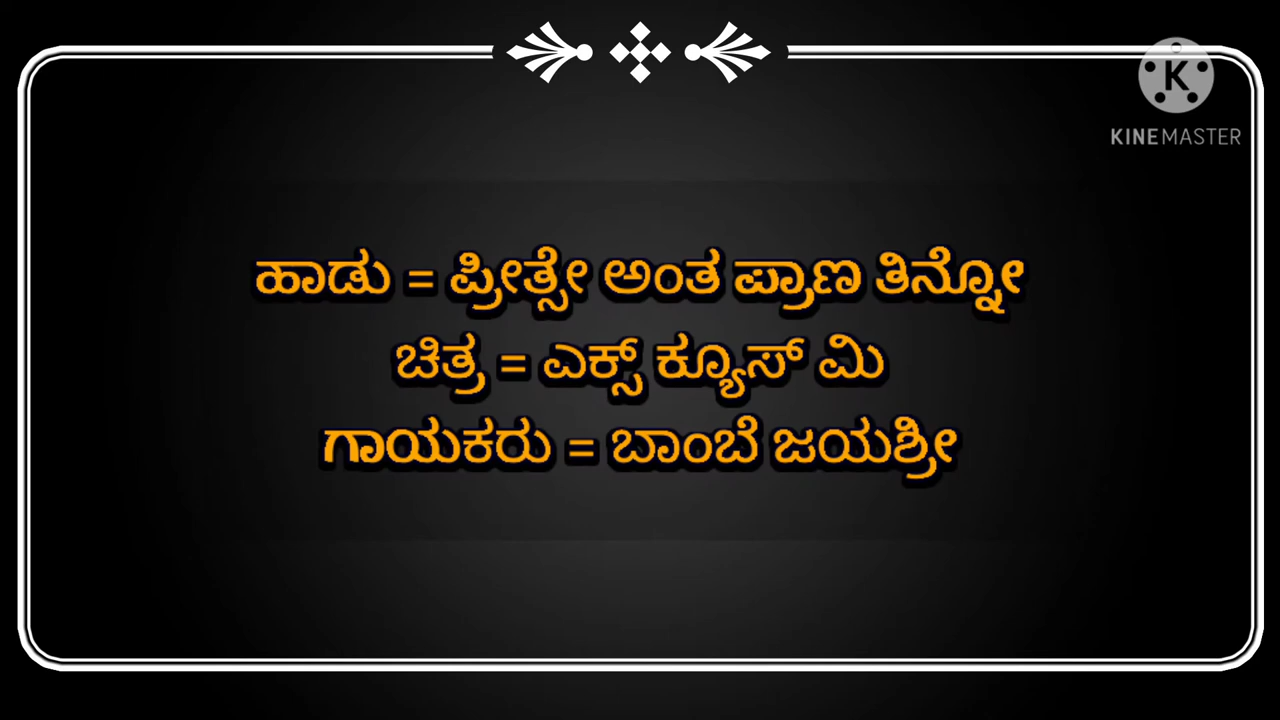 KINEMASTER
ಹಾಡು = ಪ್ರೀತ್ಸೇ ಅಂತ ಪ್ರಾಣ ತಿನ್ನೋ
ಚಿತ್ರ = ಎಕ್ಸ್ ಕ್ಯೂಸ್ ಮಿ
ಗಾಯಕರು = ಬಾಂಬೆ ಜಯಶ್ರೀ